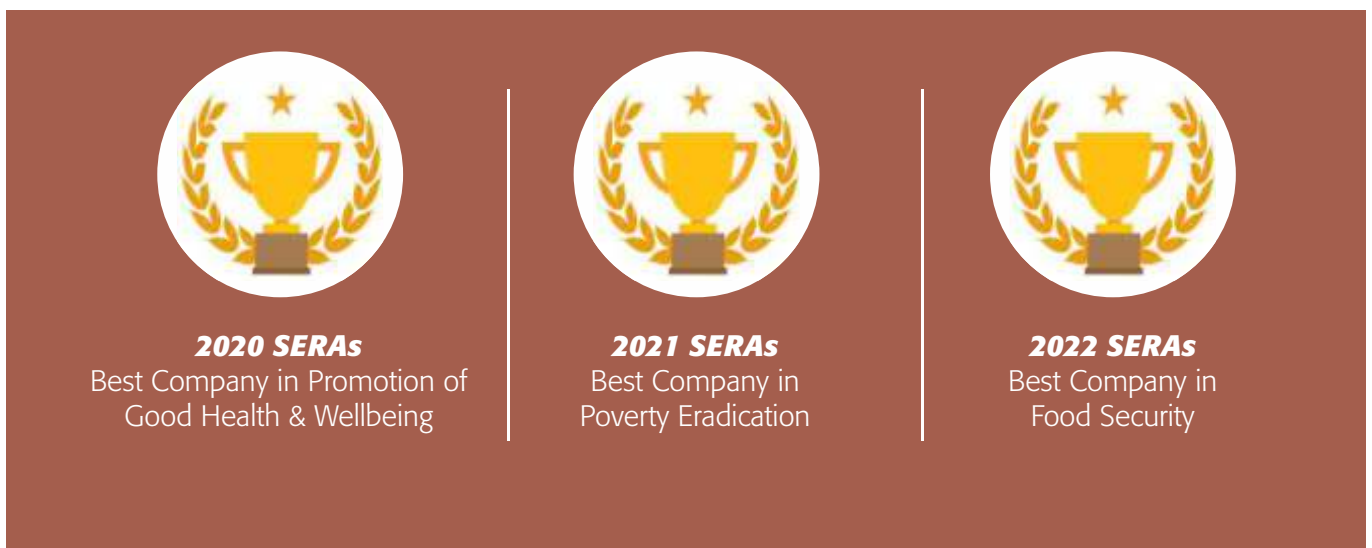 2020 SERAs
Best Company in Promotion of
Good Health & Wellbeing
2021 SERAs
Best Company in
Poverty Eradication
2022 SERAs
Best Company in
Food Security